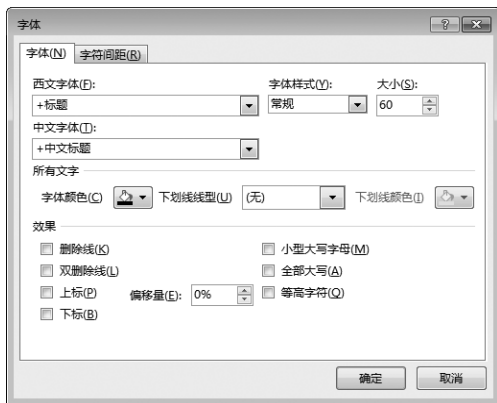 字体
字体(N) 字符间距(R)
西文字体(F): 字体样式(Y): 大小(S):
+标题 常规 60
中文字体(T):
+中文标题
所有文字
字体颜色(C) 下划线线型(U) (无) 下划线颜色(I)
效果
删除线(K) 小型大写字母(M)
双删除线(L) 全部大写(A)
上标(P) 偏移量(E): 0% 等高字符(Q)
下标(B)
确定 取消